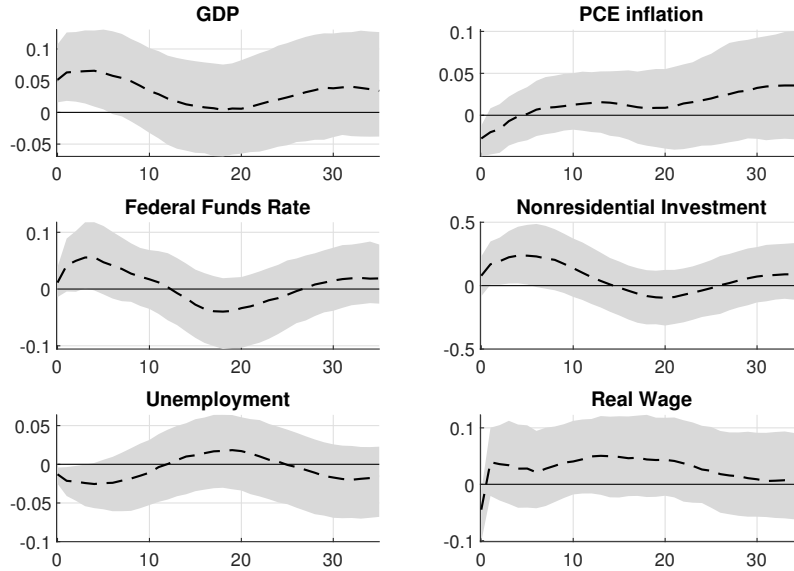 GDP
0.1
0.05
0
-0.05
0 10 20 30
PCE inflation
0.1
0.05
0
0 10 20 30
Federal Funds Rate
0.1
0
-0.1
0 10 20 30
Nonresidential Investment
0.5
0
-0.5
0 10 20 30
Unemployment
0.05
0
-0.05
-0.1
0 10 20 30
Real Wage
0.1
0
-0.1
0 10 20 30